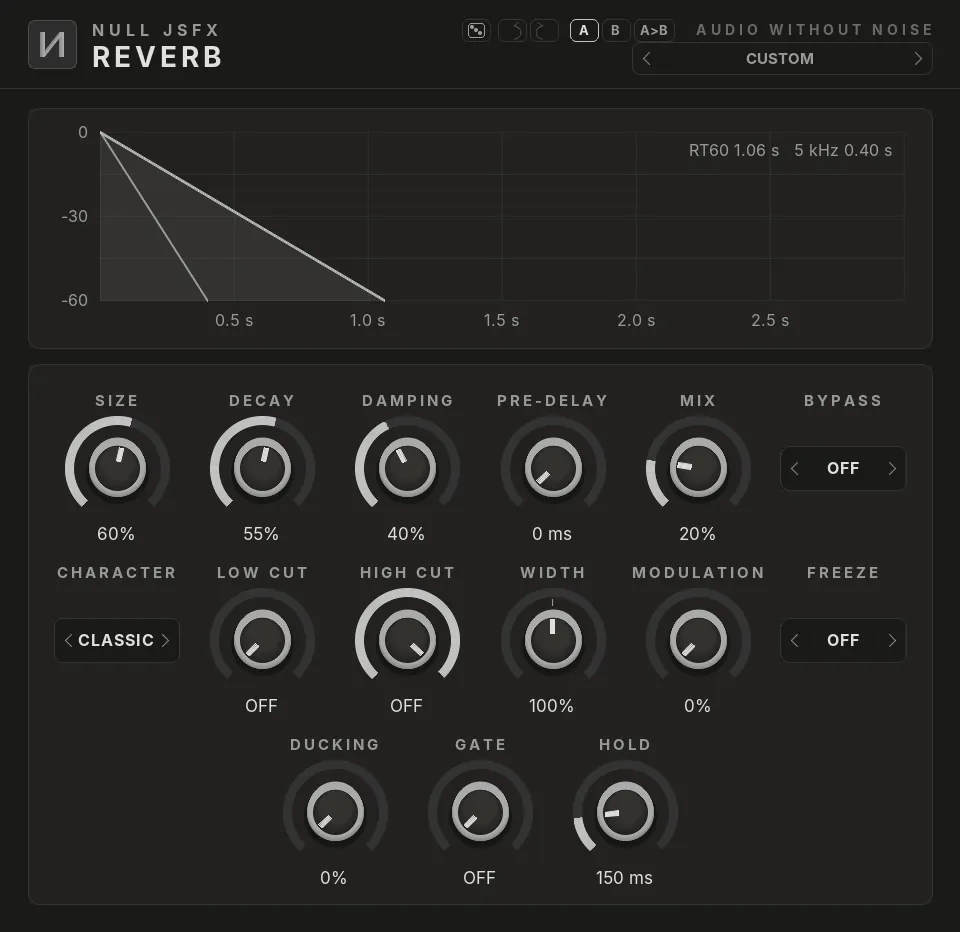 NULL JSFX
REVERB
A B A>B
AUDIO WITHOUT NOISE
CUSTOM
0
-30
-60
RT60 1.06 s 5 kHz 0.40 s
0.5 s 1.0 s 1.5 s 2.0 s 2.5 s
SIZE DECAY DAMPING PRE-DELAY MIX BYPASS
OFF
60% 55% 40% 0 ms 20%
CHARACTER LOW CUT HIGH CUT WIDTH MODULATION FREEZE
CLASSIC OFF
OFF OFF 100% 0%
DUCKING GATE HOLD
0% OFF 150 ms